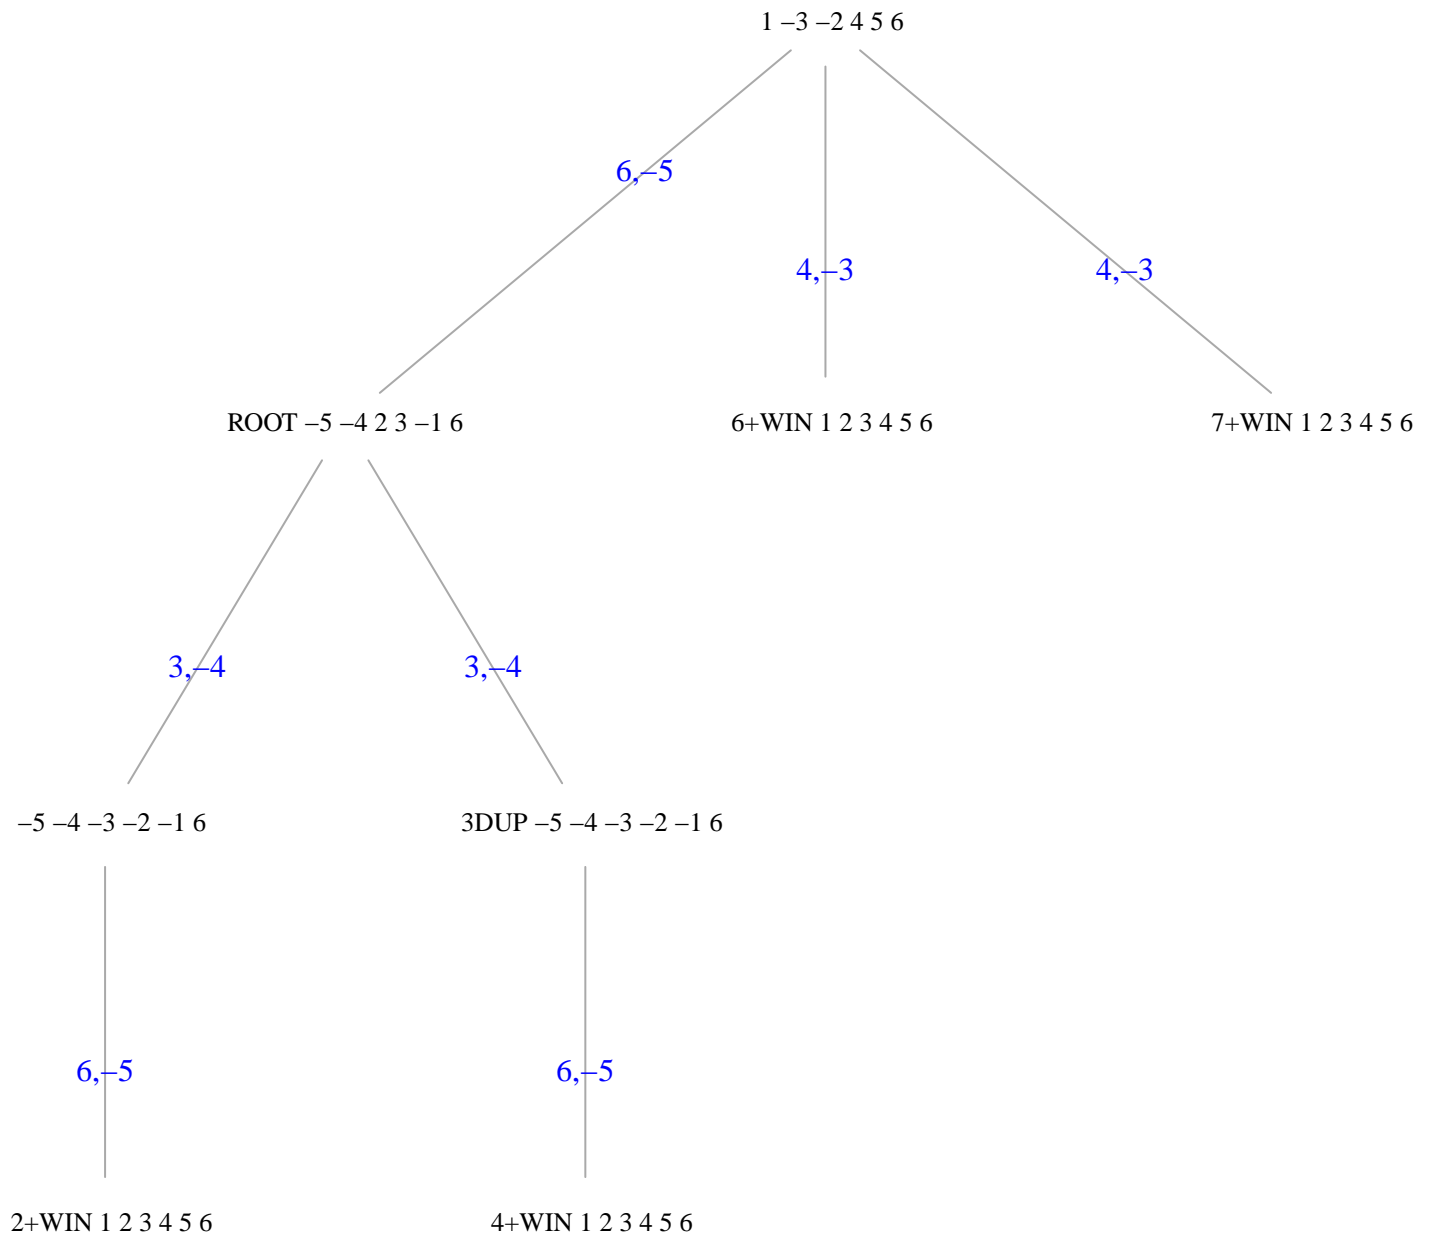 1 –3 –2 4 5 6
6,–5
4,–3
4,–3
ROOT –5 –4 2 3 –1 6
6+WIN 1 2 3 4 5 6
7+WIN 1 2 3 4 5 6
3,–4
3,–4
–5 –4 –3 –2 –1 6
3DUP –5 –4 –3 –2 –1 6
6,–5
6,–5
2+WIN 1 2 3 4 5 6
4+WIN 1 2 3 4 5 6